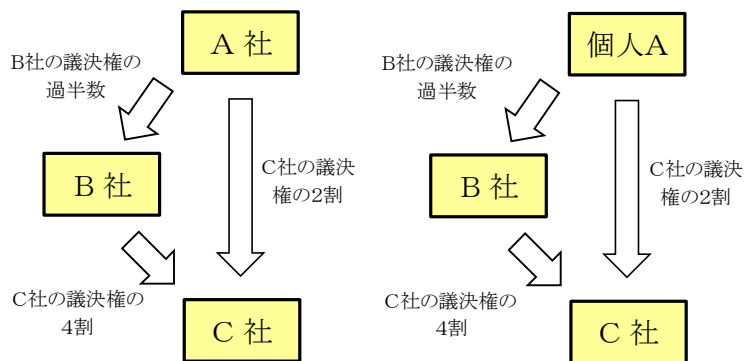 A 社
B社の議決権の
過半数
C社の議決
権の2割
B 社
C社の議決権の
4割
C 社
個人A
B社の議決権の
過半数
C社の議決
権の2割
B 社
C社の議決権の
4割
C 社